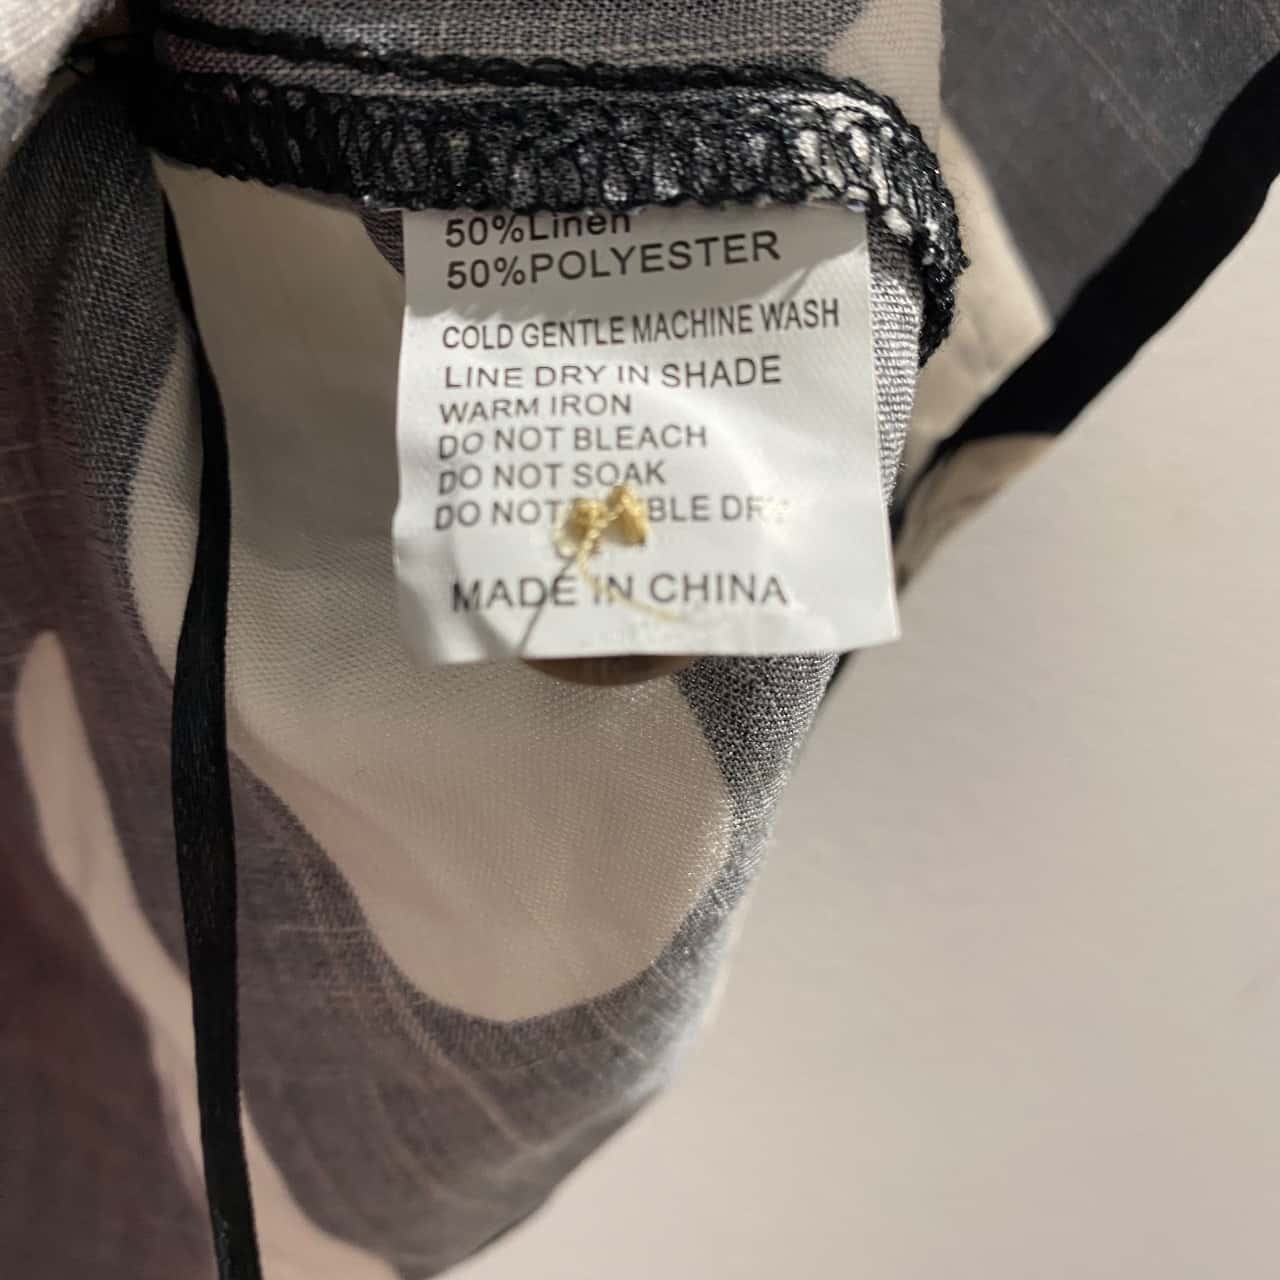 50%Linen
50%POLYESTER
COLD GENTLE MACHINE WASH
LINE DRY IN SHADE
WARM IRON
DO NOT BLEACH
DO NOT SOAK
DO NOT
MADE IN CHINA